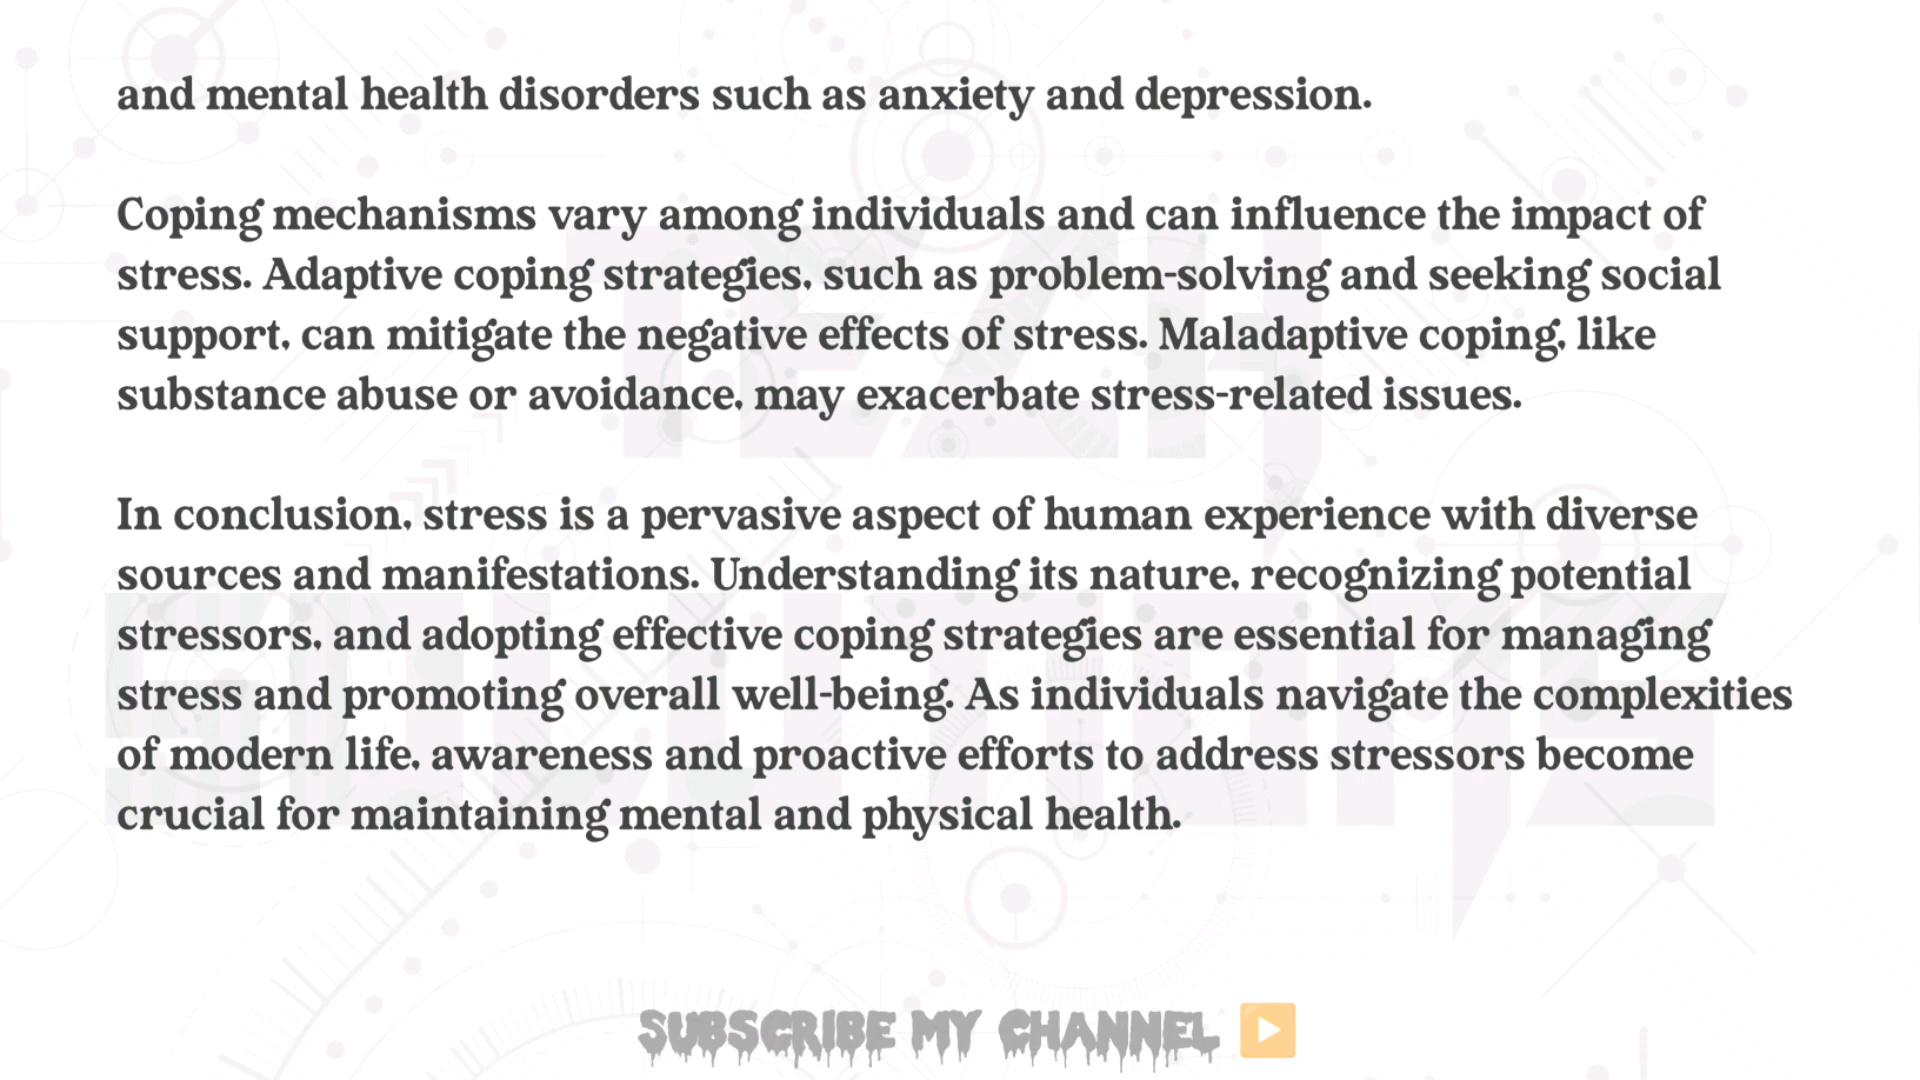 and mental health disorders such as anxiety and depression.
Coping mechanisms vary among individuals and can influence the impact of
stress. Adaptive coping strategies, such as problem-solving and seeking social
support, can mitigate the negative effects of stress. Maladaptive coping, like
substance abuse or avoidance, may exacerbate stress-related issues.
In conclusion, stress is a pervasive aspect of human experience with diverse
sources and manifestations. Understanding its nature, recognizing potential
stressors, and adopting effective coping strategies are essential for managing
stress and promoting overall well-being. As individuals navigate the complexities
of modern life, awareness and proactive efforts to address stressors become
crucial for maintaining mental and physical health.
SUBSCRIBE MY CHANNEL